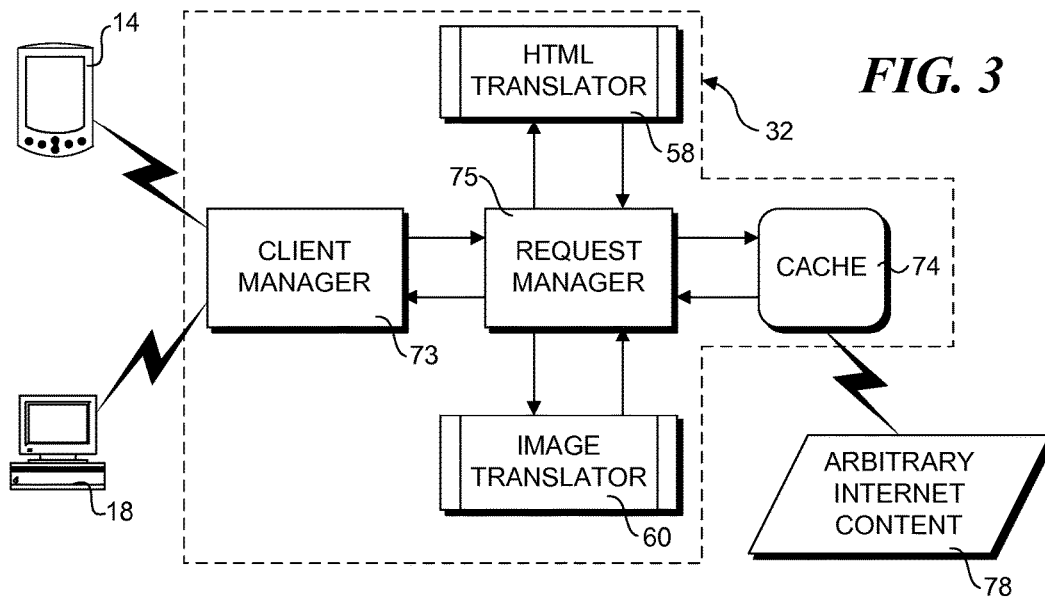 14
HTML
TRANSLATOR
FIG. 3
32
58
75
CLIENT
MANAGER
REQUEST
MANAGER
CACHE
74
73
IMAGE
TRANSLATOR
18
60
ARBITRARY
INTERNET
CONTENT
78